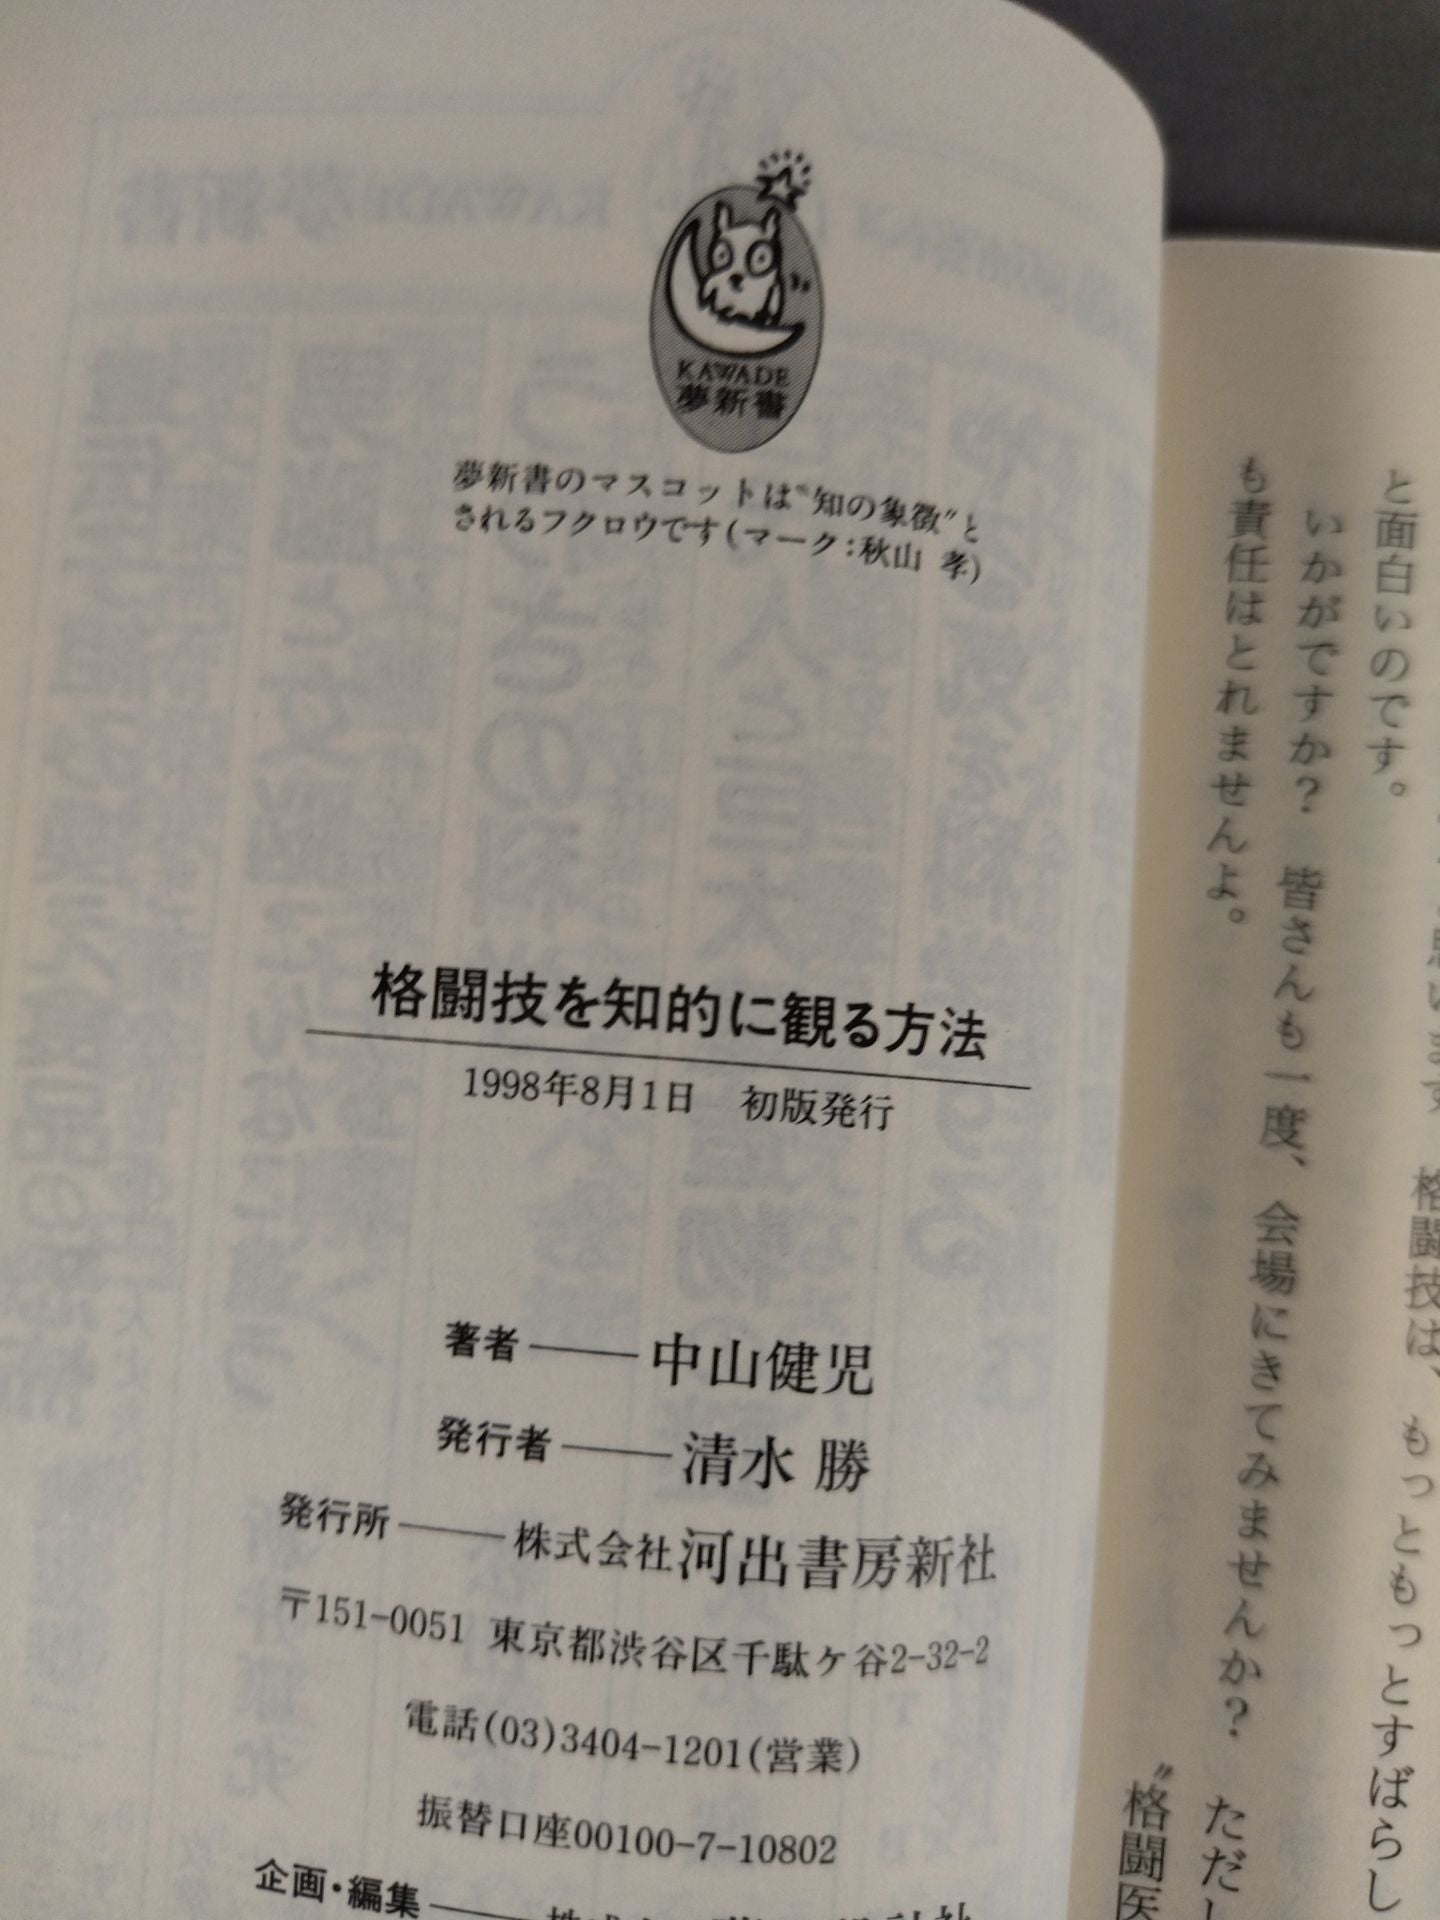 KAWADE
夢新書
夢新書のマスコットは“知の象徴”と
されるフクロウです(マーク:秋山 孝)
格闘技を知的に観る方法
1998年8月1日 初版発行
著者――中山健児
発行者――清水 勝
発行所――株式会社河出書房新社
〒151-0051 東京都渋谷区千駄ケ谷2-32-2
電話(03)3404-1201(営業)
振替口座00100-7-10802
企画・編集――
格闘技は、もっともっとすばらし
と面白いのです。
いかがですか? 皆さんも一度、会場にきてみませんか? ただし
も責任はとれませんよ。
〝格闘医